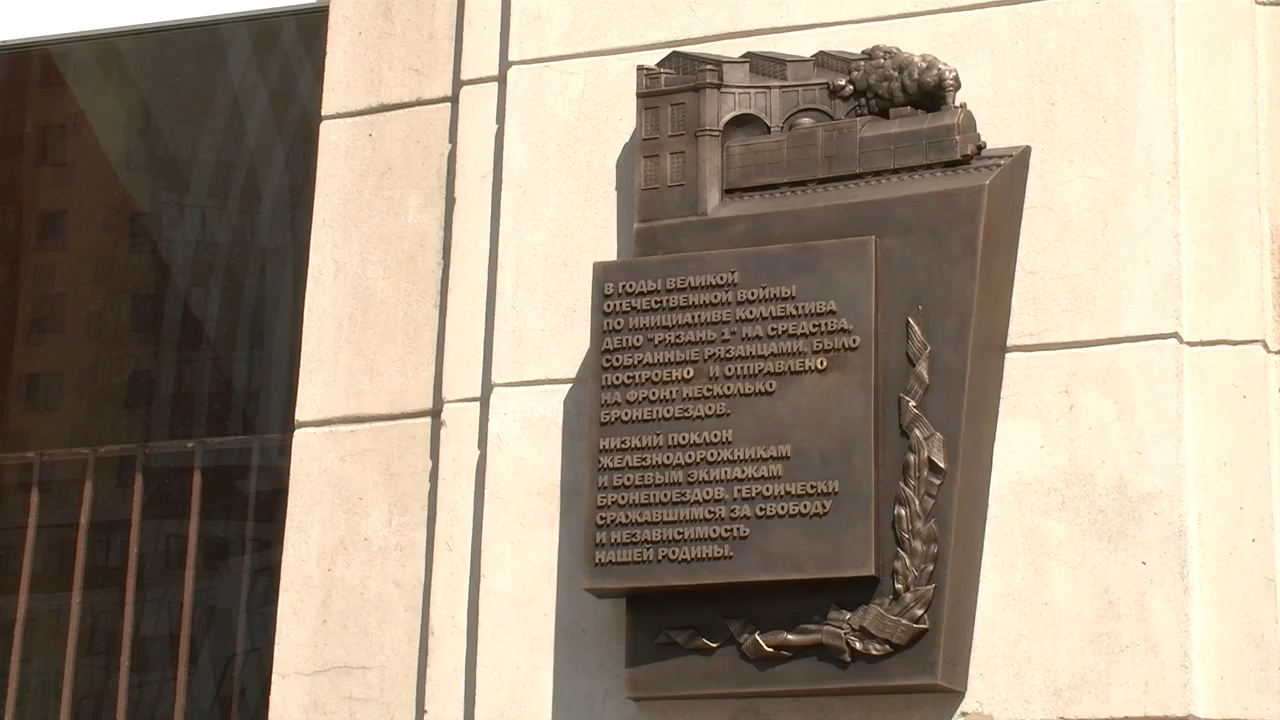 В ГОДЫ ВЕЛИКОЙ
ОТЕЧЕСТВЕННОЙ ВОЙНЫ
ПО ИНИЦИАТИВЕ КОЛЛЕКТИВА
ДЕПО "РЯЗАНЬ 1" НА СРЕДСТВА,
СОБРАННЫЕ РЯЗАНЦАМИ, БЫЛО
ПОСТРОЕНО И ОТПРАВЛЕНО
НА ФРОНТ НЕСКОЛЬКО
БРОНЕПОЕЗДОВ.
НИЗКИЙ ПОКЛОН
ЖЕЛЕЗНОДОРОЖНИКАМ
И БОЕВЫМ ЭКИПАЖАМ
БРОНЕПОЕЗДОВ, ГЕРОИЧЕСКИ
СРАЖАВШИМСЯ ЗА СВОБОДУ
И НЕЗАВИСИМОСТЬ
НАШЕЙ РОДИНЫ.